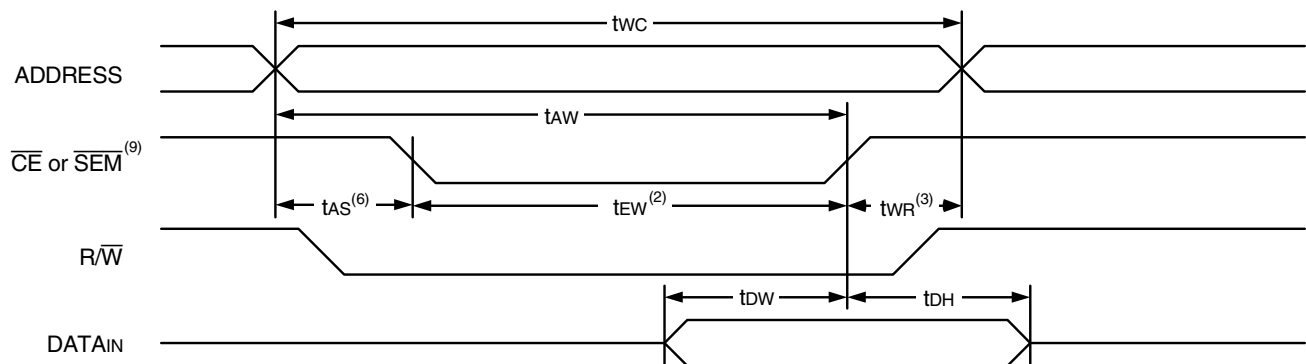 tWC
ADDRESS
tAW
CE or SEM(9)
tAS(6) tEW(2) tWR(3)
R/W
tDW tDH
DATAIN